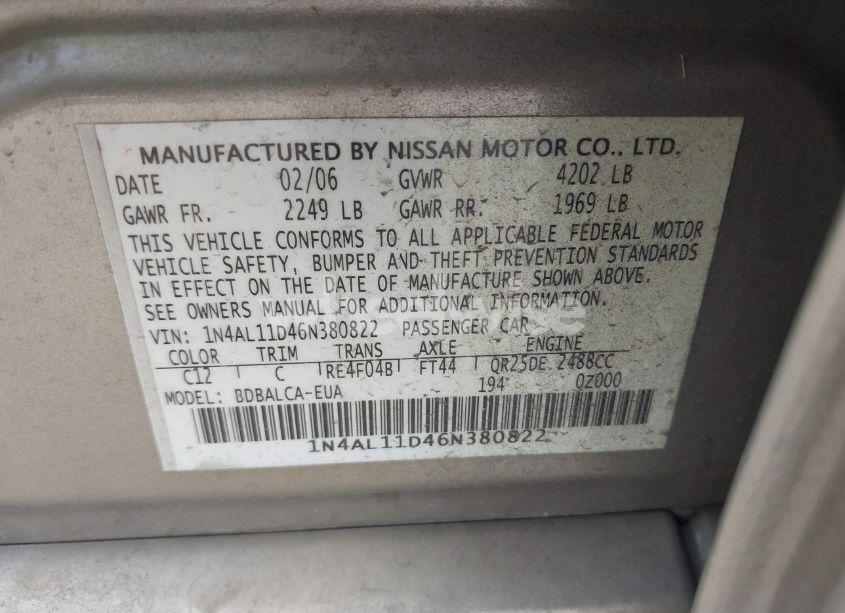 MANUFACTURED BY NISSAN MOTOR CO., LTD.
DATE 02/06 GVWR 4202 LB
GAWR FR. 2249 LB GAWR RR. 1969 LB
THIS VEHICLE CONFORMS TO ALL APPLICABLE FEDERAL MOTOR
VEHICLE SAFETY, BUMPER AND THEFT PREVENTION STANDARDS
IN EFFECT ON THE DATE OF MANUFACTURE SHOWN ABOVE.
SEE OWNERS MANUAL FOR ADDITIONAL INFORMATION.
VIN: 1N4AL11D46N380822 PASSENGER CAR
COLOR TRIM TRANS AXLE ENGINE
C12 C RE4F04B FT44 QR25DE 2488CC
MODEL: BDBALCA-EUA 194 0Z000
1N4AL11D46N380822